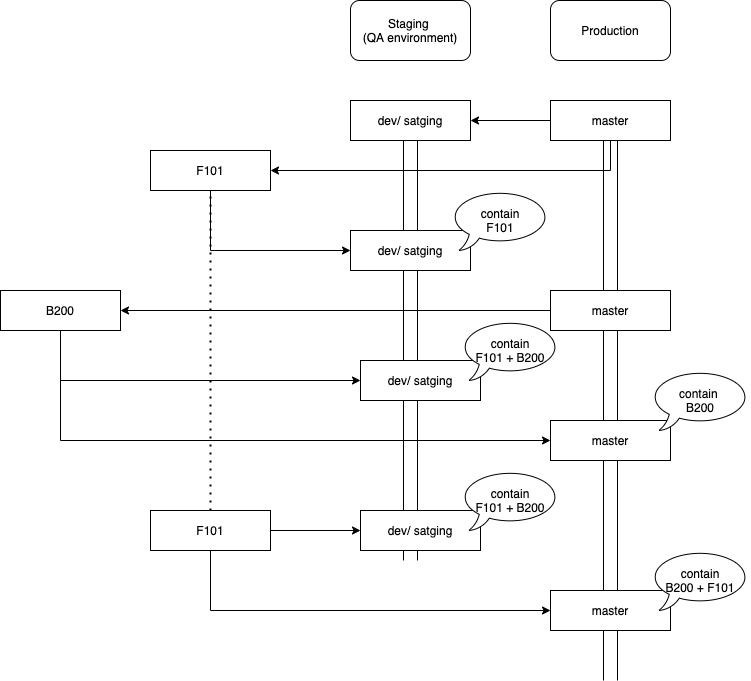 Staging
(QA environment)
Production
dev/ satging
master
F101
contain
F101
dev/ satging
B200
master
contain
F101 + B200
dev/ satging
contain
B200
master
contain
F101 + B200
F101
dev/ satging
contain
B200 + F101
master